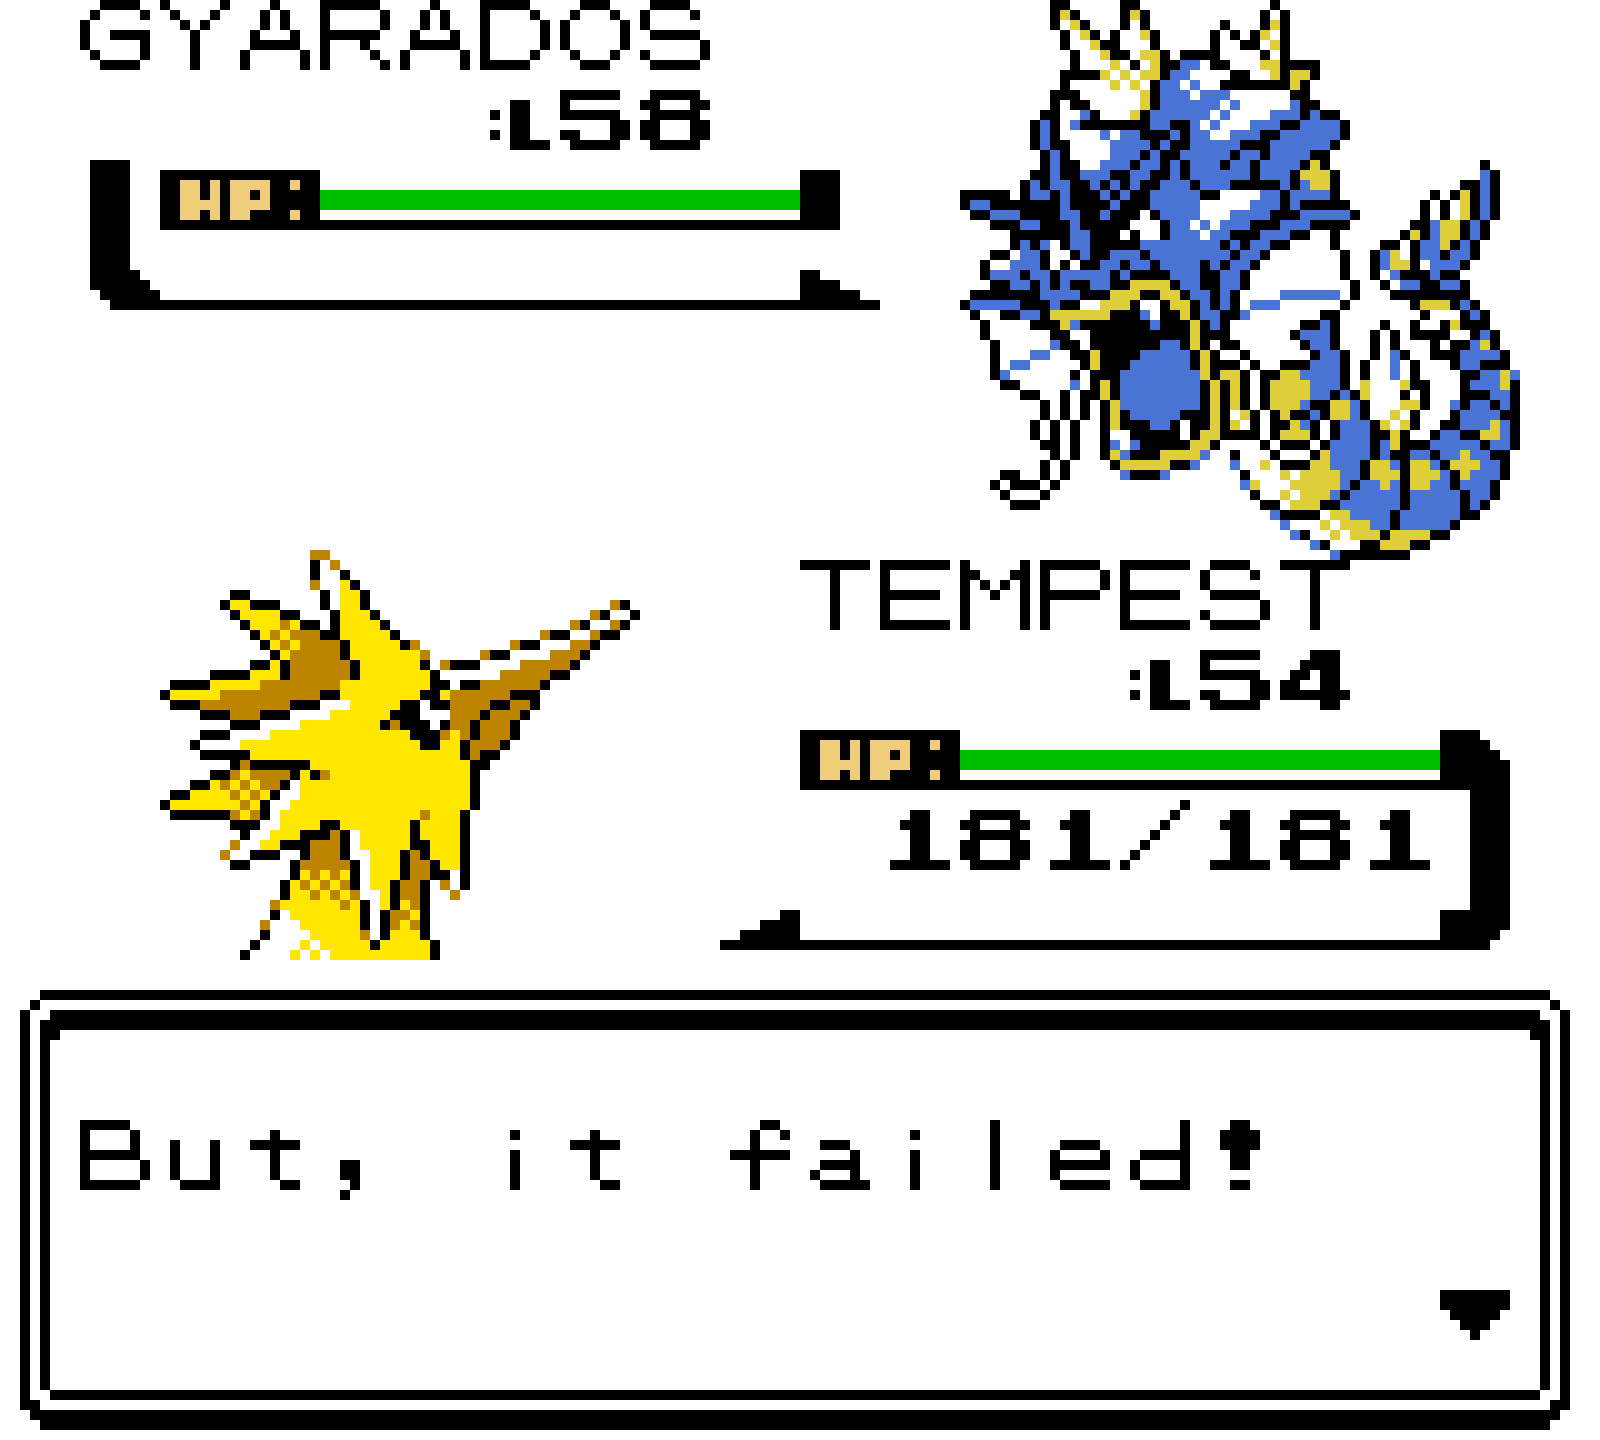 GYARADOS
:L58
HP:
TEMPEST
:L54
HP:
181/181
But, it failed!